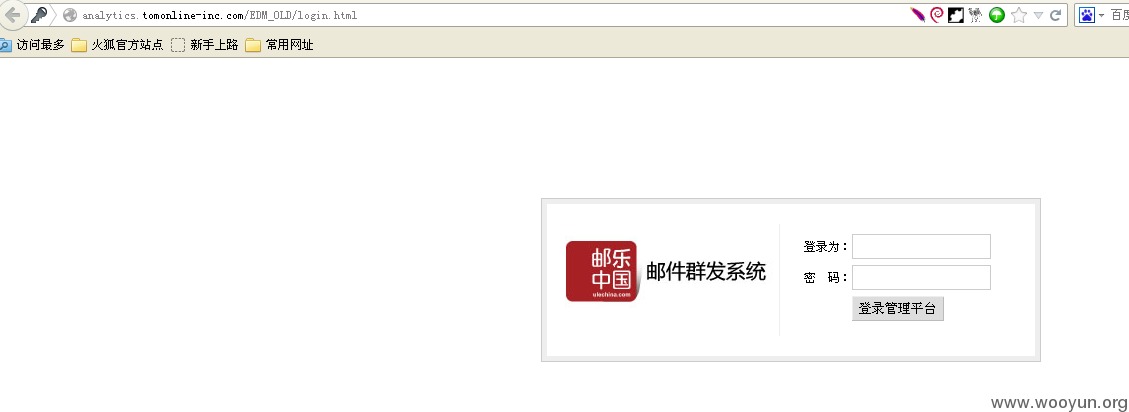 analytics.tomonline-inc.com/EDM_OLD/login.html
百度
访问最多 火狐官方站点 新手上路 常用网址
邮乐
中国
ulechina.com
邮件群发系统
登录为：
密 码：
登录管理平台
www.wooyun.org